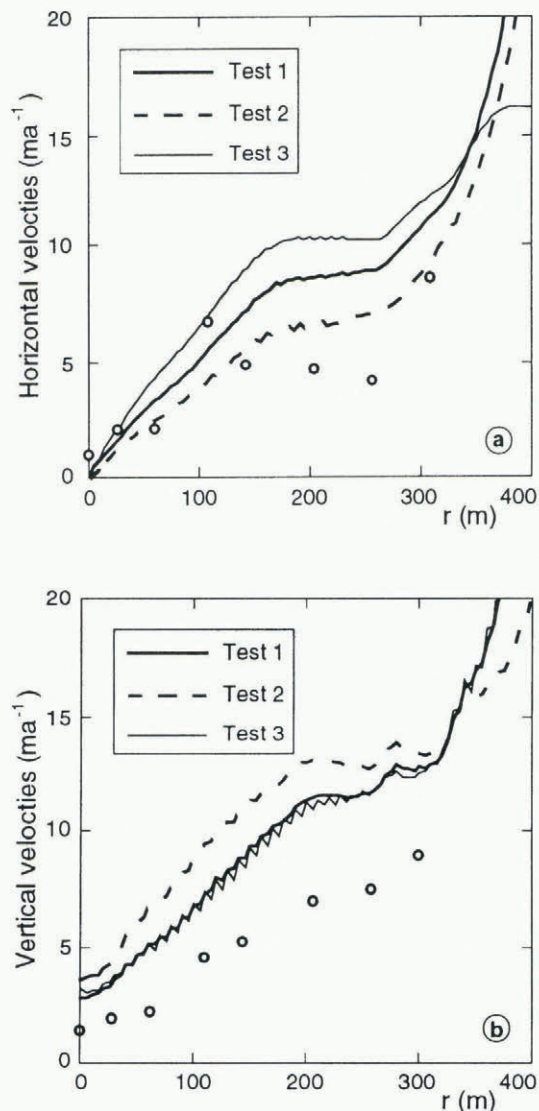 20
15
10
5
0
Horizontal velocties (ma⁻¹)
Test 1
Test 2
Test 3
a
0 100 200 300 400
r (m)
20
15
10
5
0
Vertical velocties (ma⁻¹)
Test 1
Test 2
Test 3
b
0 100 200 300 400
r (m)